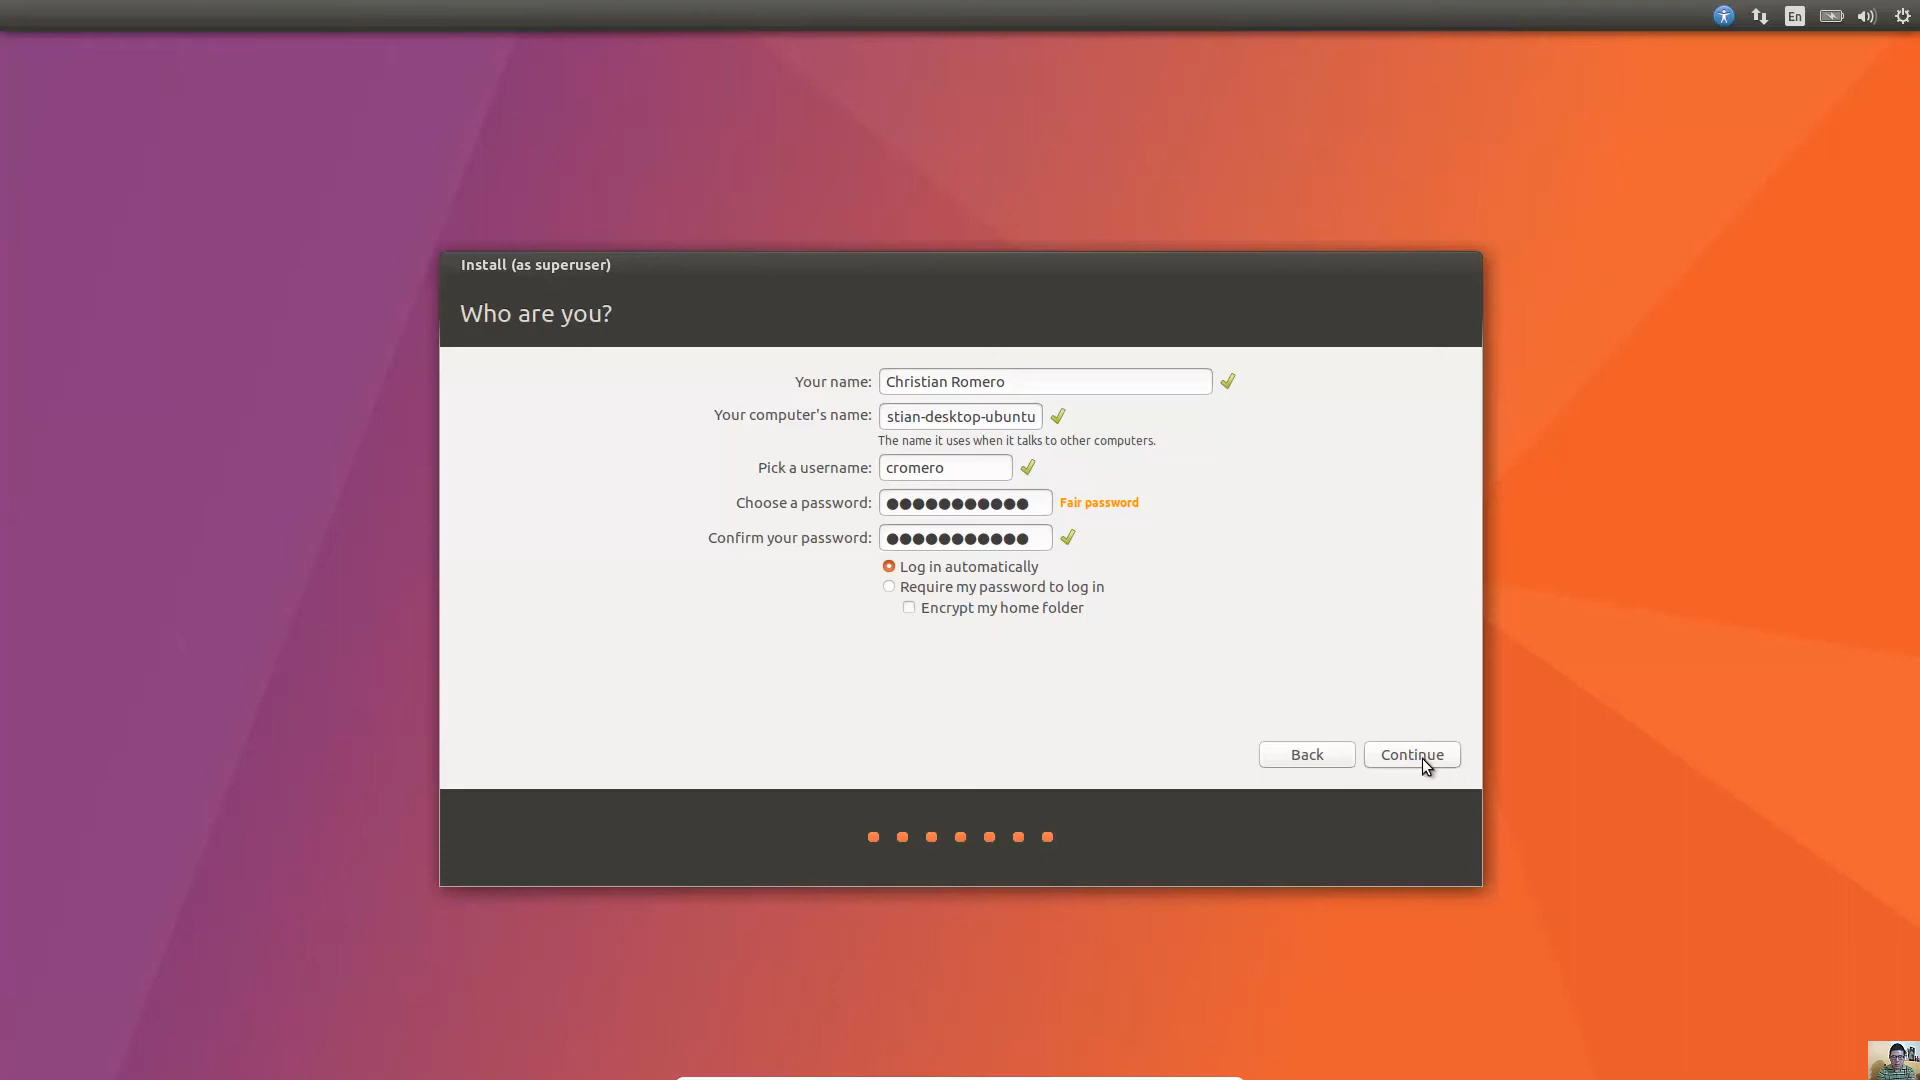 En
Install (as superuser)
Who are you?
Your name: Christian Romero
Your computer's name: stian-desktop-ubuntu
The name it uses when it talks to other computers.
Pick a username: cromero
Choose a password: ●●●●●●●●●●● Fair password
Confirm your password: ●●●●●●●●●●●
Log in automatically
Require my password to log in
Encrypt my home folder
Back Continue